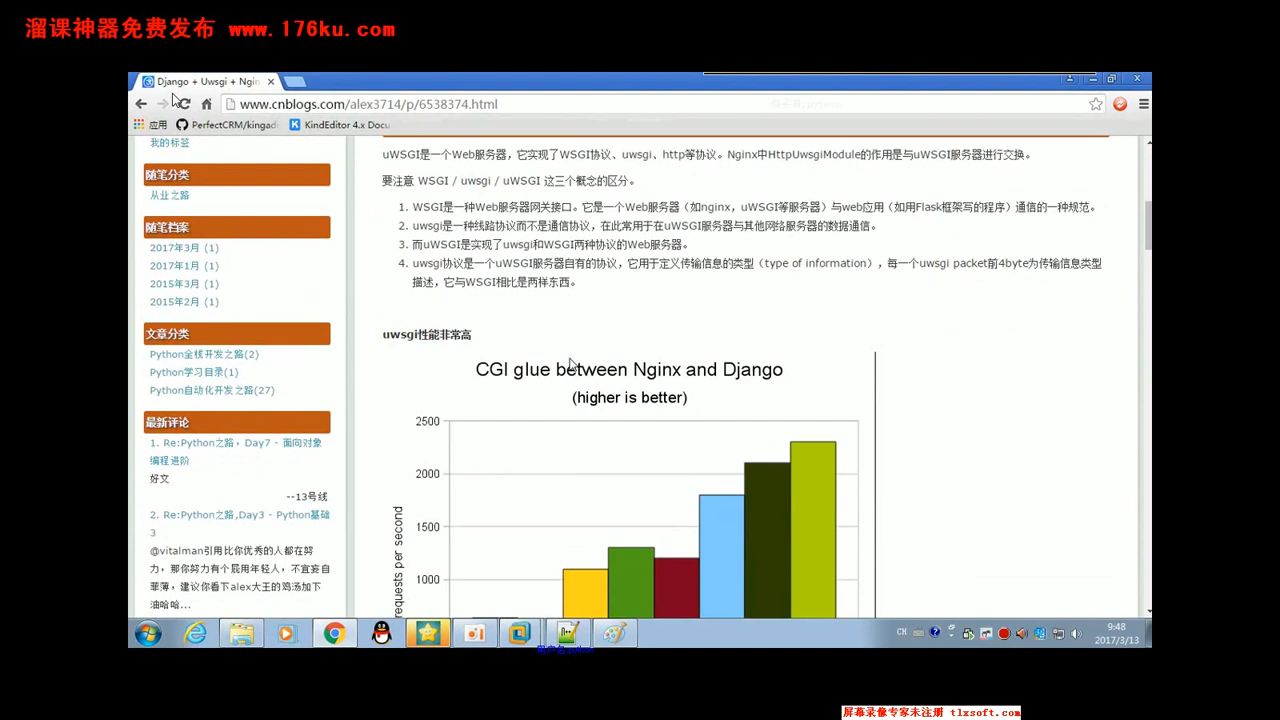 溜课神器免费发布 www.176ku.com
Django + Uwsgi + Ngin
www.cnblogs.com/alex3714/p/6538374.html
应用 PerfectCRM/kingad KindEditor 4.x Docu
我的标签
随笔分类
从业之路
随笔档案
2017年3月 (1)
2017年1月 (1)
2015年3月 (1)
2015年2月 (1)
文章分类
Python全栈开发之路(2)
Python学习目录(1)
Python自动化开发之路(27)
最新评论
1. Re:Python之路，Day7 - 面向对象
编程进阶
好文
--13号线
2. Re:Python之路,Day3 - Python基础
3
@vitalman引用比你优秀的人都在努
力，那你努力有个屁用年轻人，不宜妄自
菲薄，建议你看下alex大王的鸡汤加下
油哈哈...
uWSGI是一个Web服务器，它实现了WSGI协议、uwsgi、http等协议。Nginx中HttpUwsgiModule的作用是与uWSGI服务器进行交换。
要注意 WSGI / uwsgi / uWSGI 这三个概念的区分。
1. WSGI是一种Web服务器网关接口。它是一个Web服务器（如nginx，uWSGI等服务器）与web应用（如用Flask框架写的程序）通信的一种规范。
2. uwsgi是一种线路协议而不是通信协议，在此常用于在uWSGI服务器与其他网络服务器的数据通信。
3. 而uWSGI是实现了uwsgi和WSGI两种协议的Web服务器。
4. uwsgi协议是一个uWSGI服务器自有的协议，它用于定义传输信息的类型（type of information），每一个uwsgi packet前4byte为传输信息类型
描述，它与WSGI相比是两样东西。
uwsgi性能非常高
CGI glue between Nginx and Django
(higher is better)
2500
2000
1500
1000
requests per second
CH
9:48
2017/3/13
屏幕录像专家未注册 tlxsoft.com